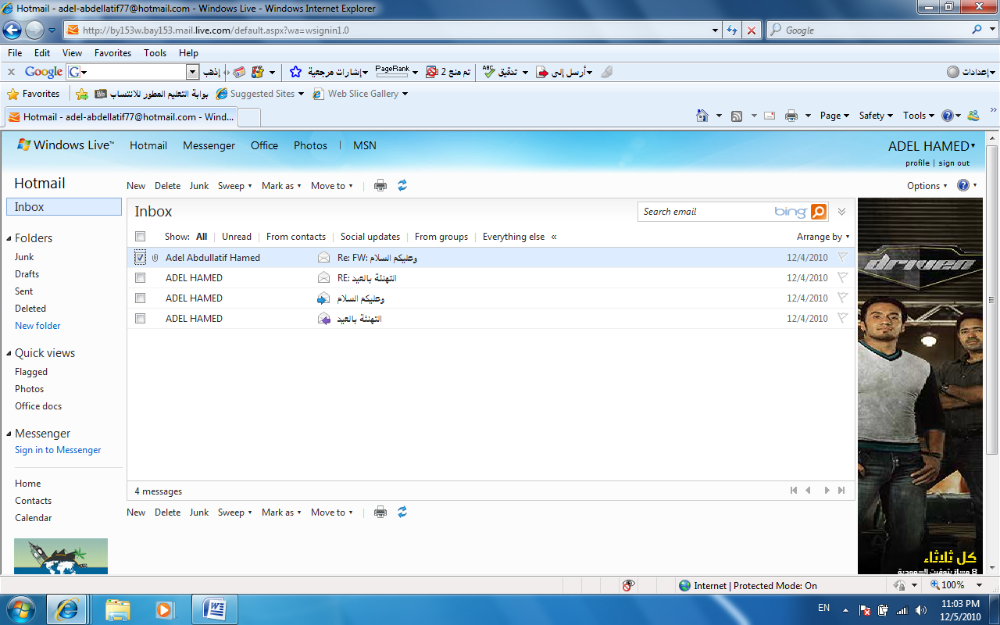 Hotmail - adel-abdellatif77@hotmail.com - Windows Live - Windows Internet Explorer
http://by153w.bay153.mail.live.com/default.aspx?wa=wsignin1.0
Google
File Edit View Favorites Tools Help
x Google G إذهب إشارات مرجعية PageRank تم منع 2 ABC تدقيق أرسل إلى إعدادات
Favorites Bb بوابة التعليم المطور للانتساب Suggested Sites Web Slice Gallery
Hotmail - adel-abdellatif77@hotmail.com - Wind... Page Safety Tools
Windows Live™ Hotmail Messenger Office Photos | MSN ADEL HAMED
profile | sign out
Hotmail
New Delete Junk Sweep Mark as Move to Options
Inbox
Inbox
Search email bing
Show: All Unread From contacts Social updates From groups Everything else « Arrange by
Adel Abdullatif Hamed Re: FW: وعليكم السلام 12/4/2010
ADEL HAMED RE: التهنئة بالعيد 12/4/2010
ADEL HAMED وعليكم السلام 12/4/2010
ADEL HAMED التهنئة بالعيد 12/4/2010
Folders
Junk
Drafts
Sent
Deleted
New folder
Quick views
Flagged
Photos
Office docs
Messenger
Sign in to Messenger
Home
Contacts
Calendar
4 messages
New Delete Junk Sweep Mark as Move to
driven
كل ثلاثاء
Internet | Protected Mode: On 100%
EN 11:03 PM
12/5/2010